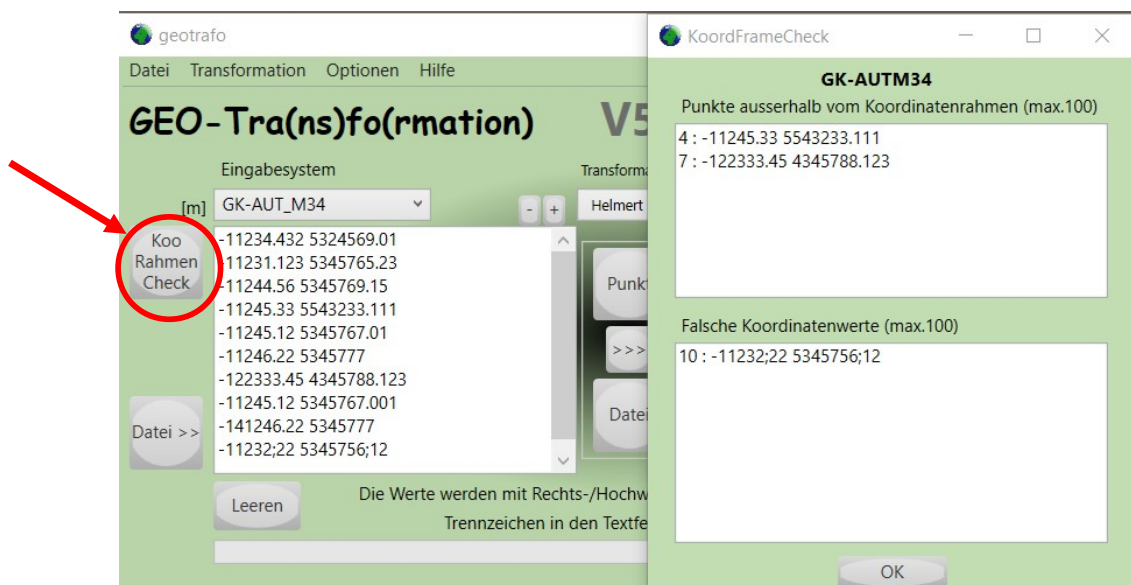 geotrafo
Datei Transformation Optionen Hilfe
GEO-Tra(ns)fo(rmation) V5
Eingabesystem
Transforma
[m] GK-AUT_M34 - + Helmert
Koo
Rahmen
Check
-11234.432 5324569.01
-11231.123 5345765.23
-11244.56 5345769.15
-11245.33 5543233.111
-11245.12 5345767.01
-11246.22 5345777
-122333.45 4345788.123
-11245.12 5345767.001
-141246.22 5345777
-11232;22 5345756;12
Punkt
>>>
Datei
Datei >>
Leeren
Die Werte werden mit Rechts-/Hochw
Trennzeichen in den Textfe
KoordFrameCheck
GK-AUTM34
Punkte ausserhalb vom Koordinatenrahmen (max.100)
4 : -11245.33 5543233.111
7 : -122333.45 4345788.123
Falsche Koordinatenwerte (max.100)
10 : -11232;22 5345756;12
OK